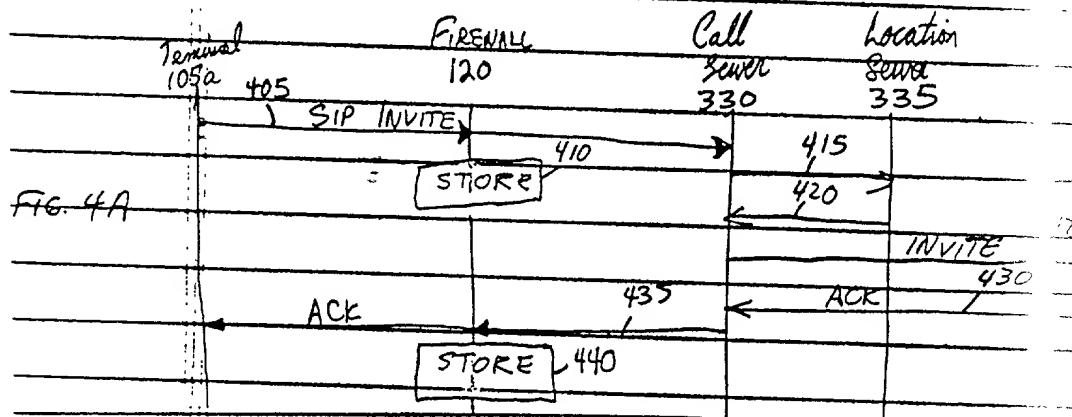 Terminal
105a
FIREWALL
120
Call
Server
330
Location
Server
335
405
SIP INVITE
410
STORE
415
420
FIG. 4A
INVITE
430
ACK
435
ACK
STORE
440